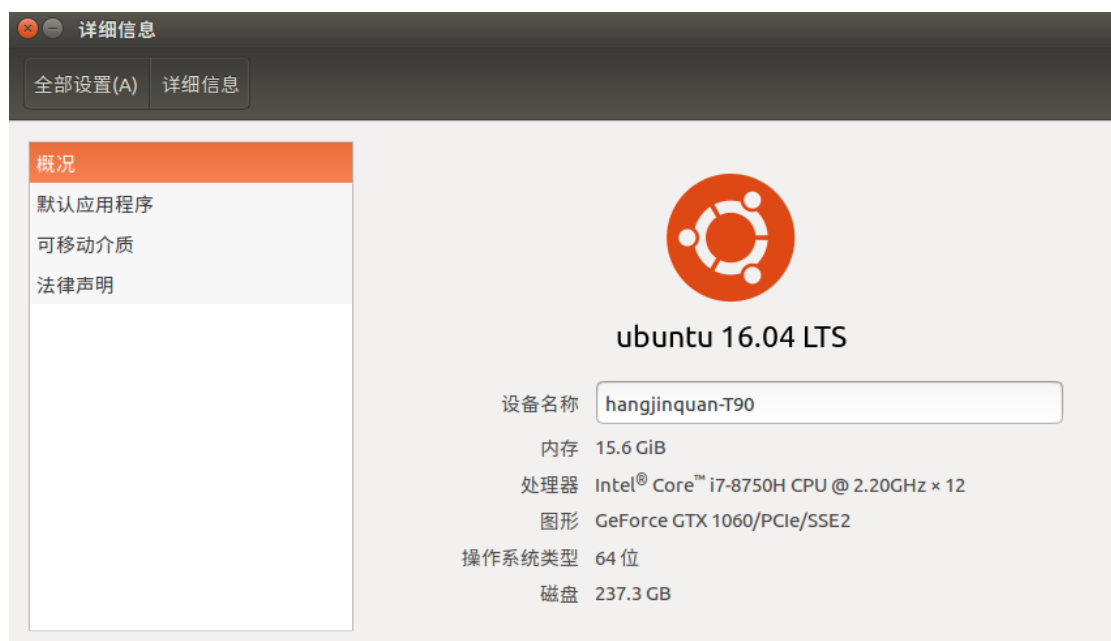 详细信息
全部设置(A) 详细信息
概况
默认应用程序
可移动介质
法律声明
ubuntu 16.04 LTS
设备名称 hangjinquan-T90
内存 15.6 GiB
处理器 Intel® Core™ i7-8750H CPU @ 2.20GHz × 12
图形 GeForce GTX 1060/PCIe/SSE2
操作系统类型 64 位
磁盘 237.3 GB